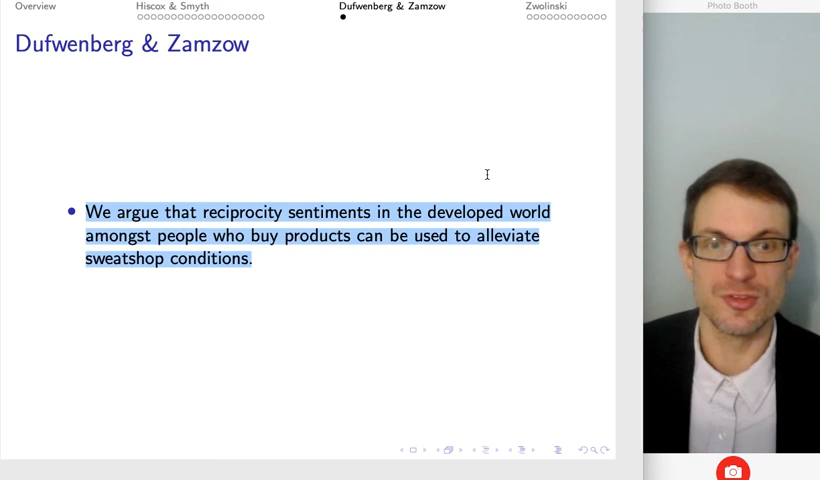 Overview
Hiscox & Smyth
Dufwenberg & Zamzow
Zwolinski
Photo Booth
Dufwenberg & Zamzow
We argue that reciprocity sentiments in the developed world
amongst people who buy products can be used to alleviate
sweatshop conditions.